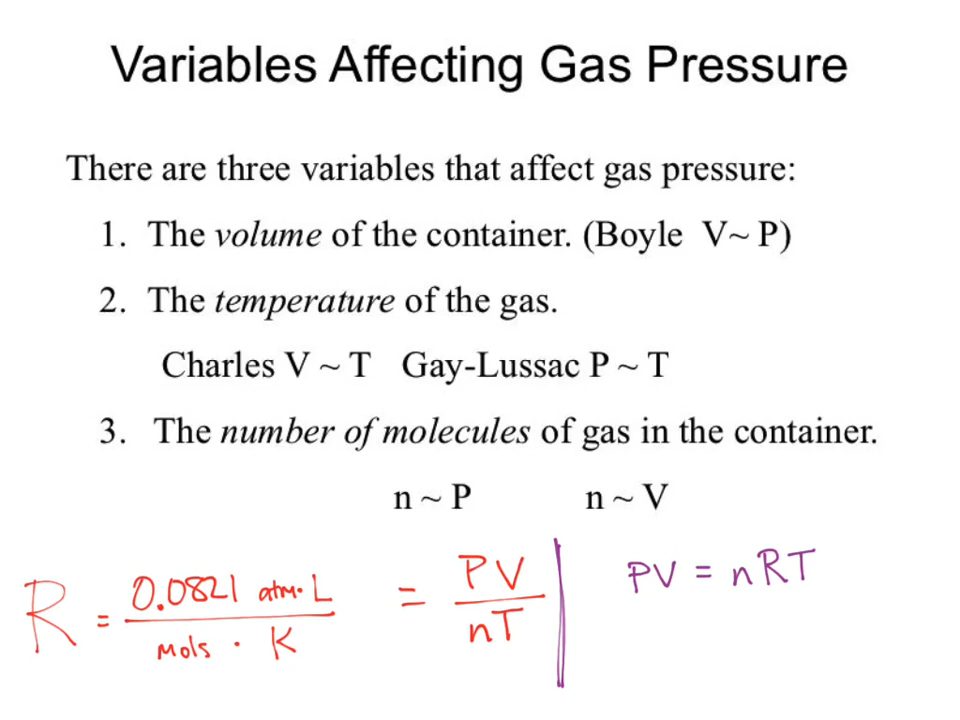 Variables Affecting Gas Pressure
There are three variables that affect gas pressure:
1. The volume of the container. (Boyle V~ P)
2. The temperature of the gas.
Charles V ~ T Gay-Lussac P ~ T
3. The number of molecules of gas in the container.
n ~ P n ~ V
R = 0.0821 atm·L / mols · K = PV / nT
PV = nRT